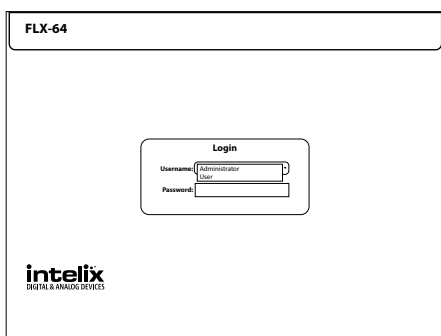 FLX-64
Login
Username:
Administrator
User
Password:
intelix
DIGITAL & ANALOG DEVICES